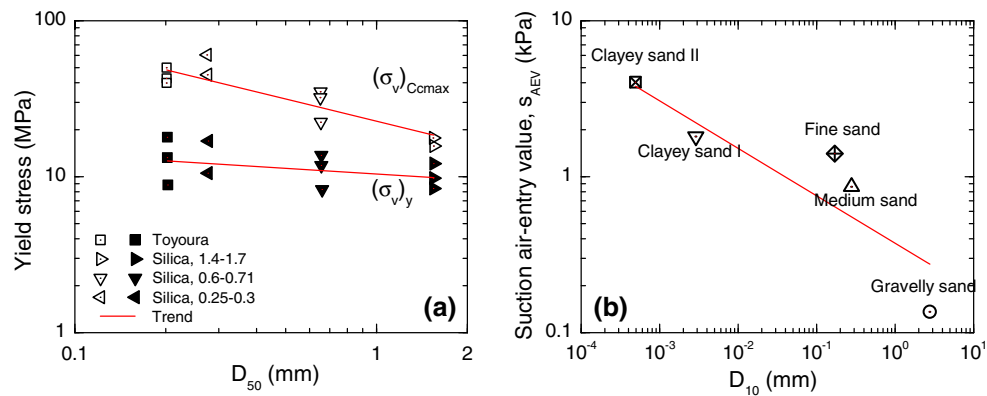 100
10
1
Yield stress (MPa)
(σv)Ccmax
(σv)y
Toyoura
Silica, 1.4-1.7
Silica, 0.6-0.71
Silica, 0.25-0.3
Trend
(a)
0.1
1
2
D50 (mm)
10
1
0.1
Suction air-entry value, sAEV (kPa)
Clayey sand II
Clayey sand I
Fine sand
Medium sand
Gravelly sand
(b)
10-4
10-3
10-2
10-1
100
101
D10 (mm)